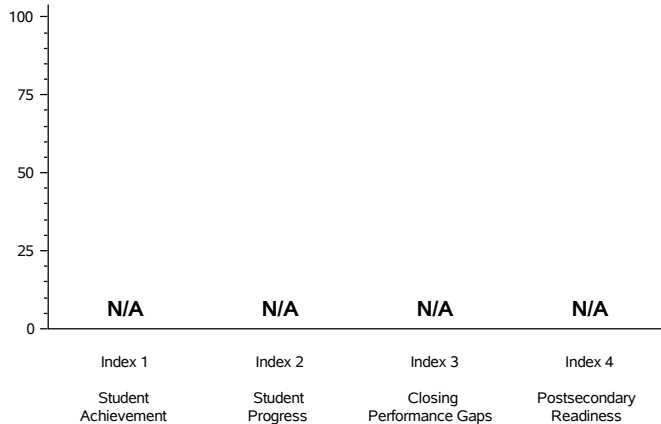 100
75
50
25
0
N/A N/A N/A N/A
Index 1 Index 2 Index 3 Index 4
Student Student Closing Postsecondary
Achievement Progress Performance Gaps Readiness